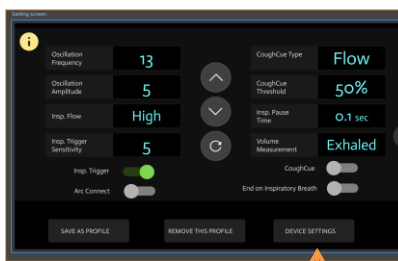 Setting screen
i
Oscillation
Frequency
13
CoughCue Type
Flow
Oscillation
Amplitude
5
CoughCue
Threshold
50%
Insp. Flow
High
Insp. Pause
Time
0.1 sec
Insp. Trigger
Sensitivity
5
Volume
Measurement
Exhaled
Insp. Trigger
CoughCue
Arc Connect
End on Inspiratory Breath
SAVE AS PROFILE
REMOVE THIS PROFILE
DEVICE SETTINGS